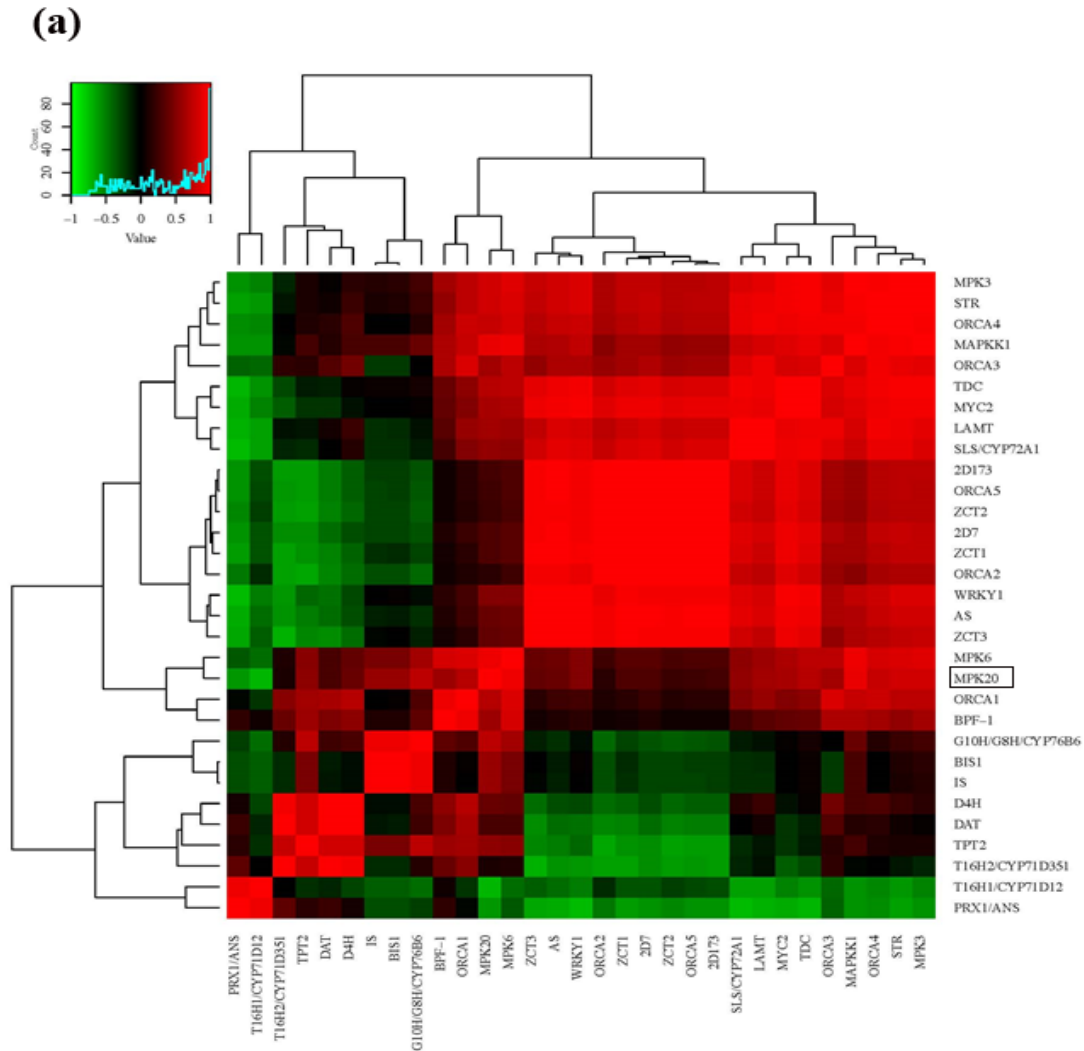 (a)
Count
0 20 40 60 80
−1 −0.5 0 0.5 1
Value
MPK3
STR
ORCA4
MAPKK1
ORCA3
TDC
MYC2
LAMT
SLS/CYP72A1
2D173
ORCA5
ZCT2
2D7
ZCT1
ORCA2
WRKY1
AS
ZCT3
MPK6
MPK20
ORCA1
BPF−1
G10H/G8H/CYP76B6
BIS1
IS
D4H
DAT
TPT2
T16H2/CYP71D351
T16H1/CYP71D12
PRX1/ANS
PRX1/ANS
T16H1/CYP71D12
T16H2/CYP71D351
TPT2
DAT
D4H
IS
BIS1
G10H/G8H/CYP76B6
BPF−1
ORCA1
MPK20
MPK6
ZCT3
AS
WRKY1
ORCA2
ZCT1
2D7
ZCT2
ORCA5
2D173
SLS/CYP72A1
LAMT
MYC2
TDC
ORCA3
MAPKK1
ORCA4
STR
MPK3